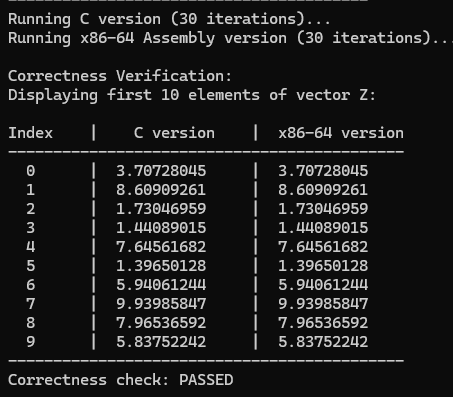 Running C version (30 iterations)...
Running x86-64 Assembly version (30 iterations)...

Correctness Verification:
Displaying first 10 elements of vector Z:

Index    |    C version    |  x86-64 version
-------------------------------------------
  0      |  3.70728045     |  3.70728045
  1      |  8.60909261     |  8.60909261
  2      |  1.73046959     |  1.73046959
  3      |  1.44089015     |  1.44089015
  4      |  7.64561682     |  7.64561682
  5      |  1.39650128     |  1.39650128
  6      |  5.94061244     |  5.94061244
  7      |  9.93985847     |  9.93985847
  8      |  7.96536592     |  7.96536592
  9      |  5.83752242     |  5.83752242
-------------------------------------------
Correctness check: PASSED